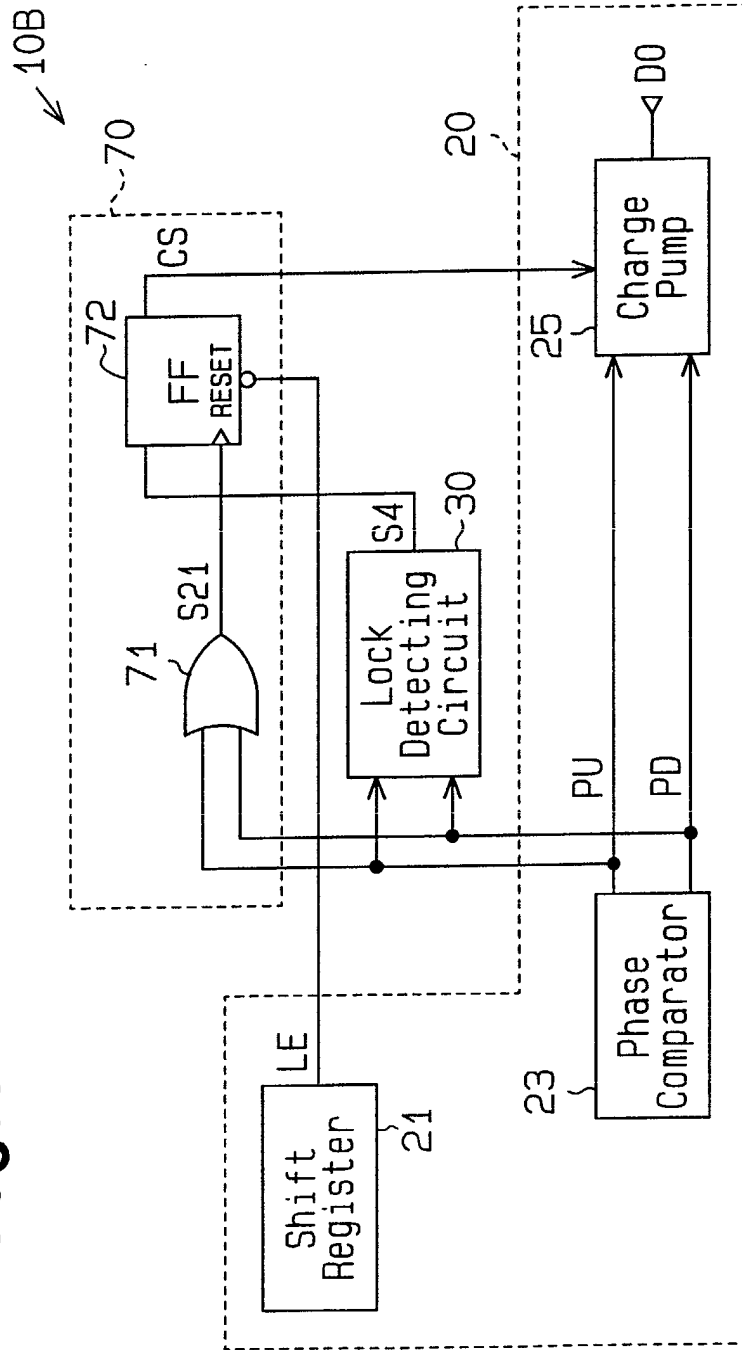 10B
70
72
CS
FF
RESET
71
S21
S4
30
Lock
Detecting
Circuit
LE
Shift
Register
21
20
PU
PD
25
Charge
Pump
DO
23
Phase
Comparator